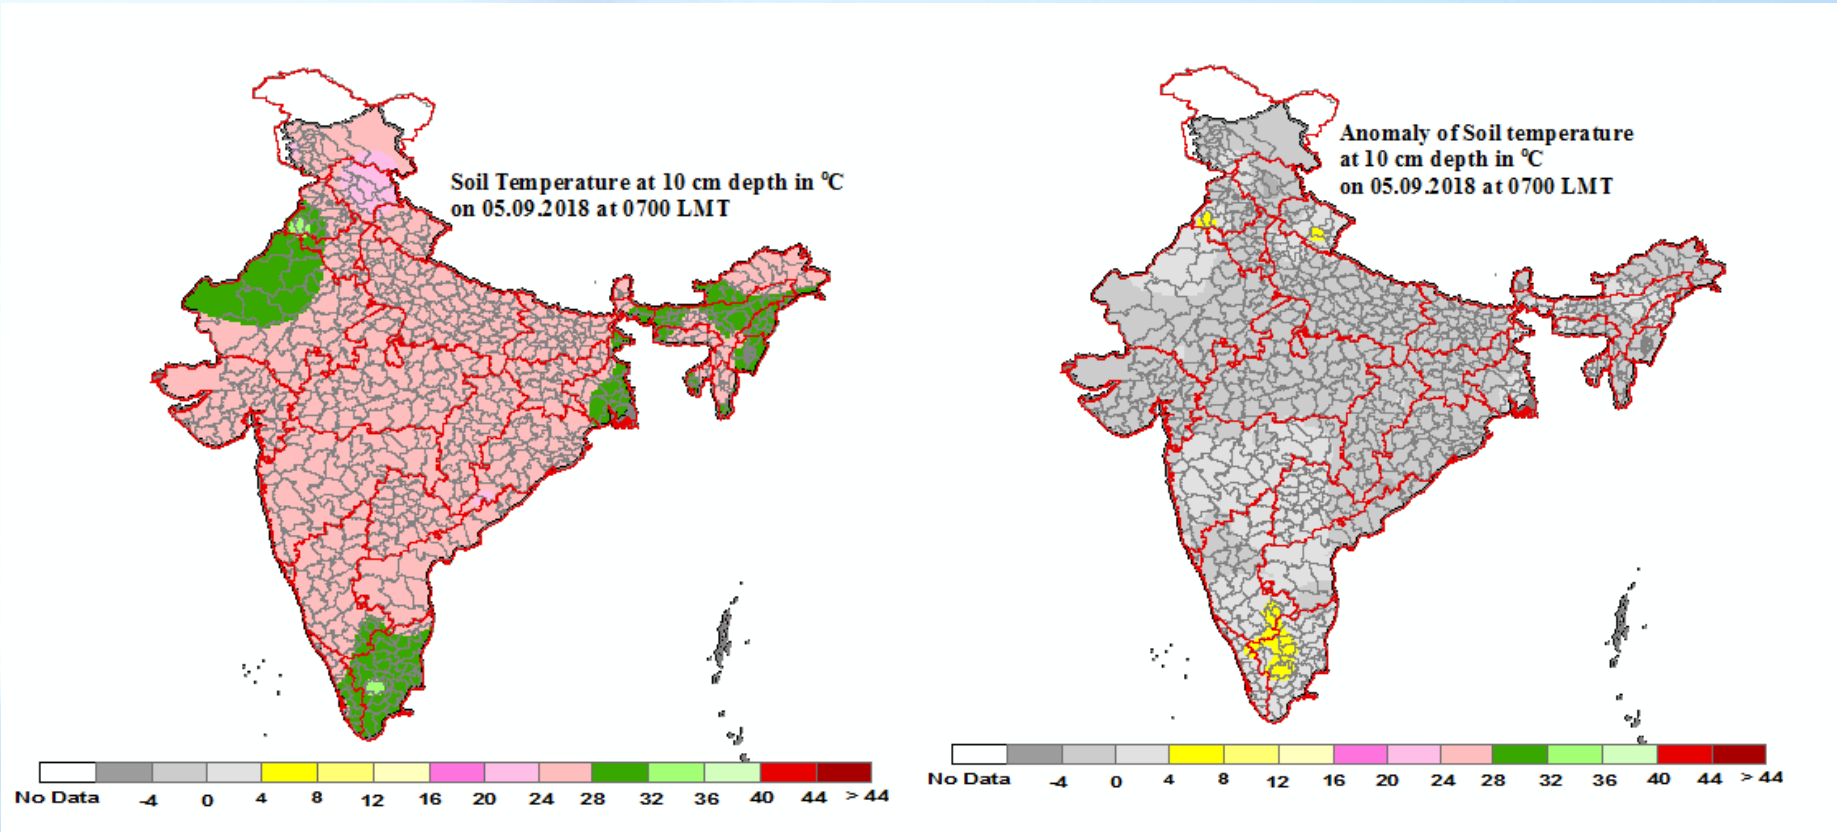 Soil Temperature at 10 cm depth in ⁰C
on 05.09.2018 at 0700 LMT
No Data -4 0 4 8 12 16 20 24 28 32 36 40 44 > 44
Anomaly of Soil temperature
at 10 cm depth in ⁰C
on 05.09.2018 at 0700 LMT
No Data -4 0 4 8 12 16 20 24 28 32 36 40 44 > 44